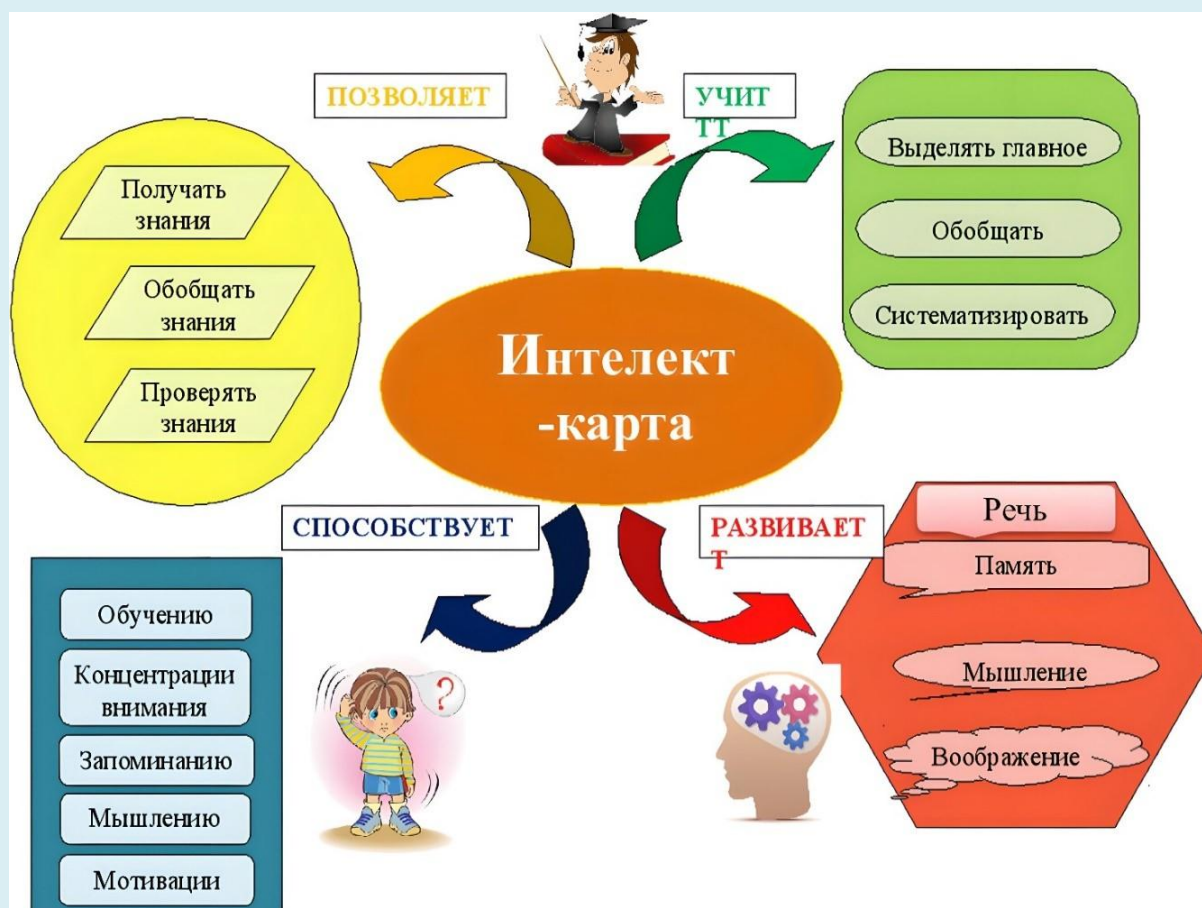 ПОЗВОЛЯЕТ
УЧИТ
ТТ
Получать
знания
Обобщать
знания
Проверять
знания
Выделять главное
Обобщать
Систематизировать
Интелект
-карта
СПОСОБСТВУЕТ
РАЗВИВАЕТ
Т
Обучению
Концентрации
внимания
Запоминанию
Мышлению
Мотивации
?
Речь
Память
Мышление
Воображение